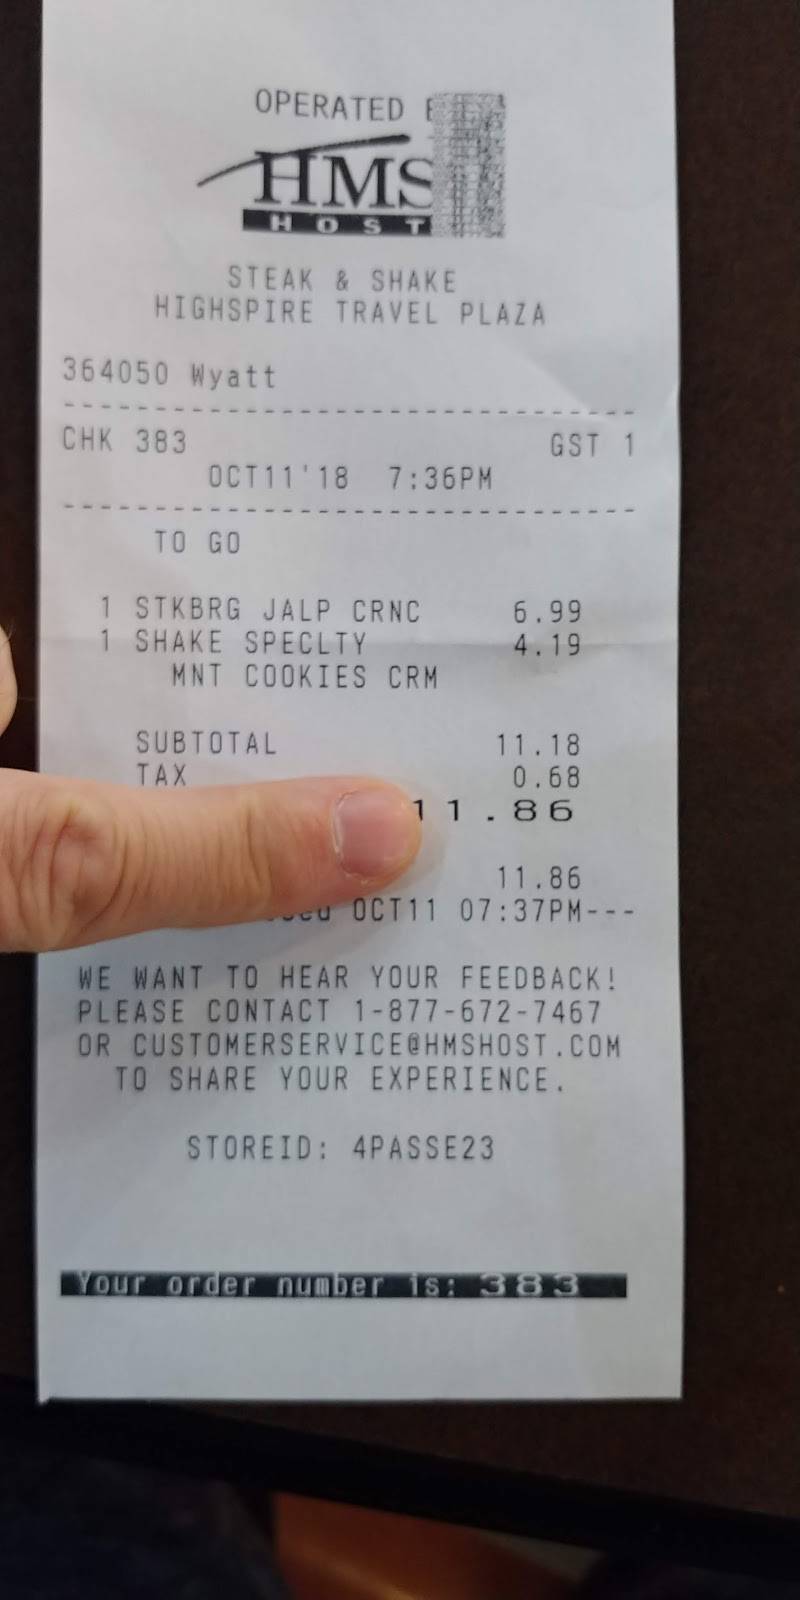 OPERATED
HMS
HOST
STEAK & SHAKE
HIGHSPIRE TRAVEL PLAZA
364050 Wyatt
--------------------------------
CHK 383 GST 1
OCT11'18 7:36PM
--------------------------------
TO GO
1 STKBRG JALP CRNC 6.99
1 SHAKE SPECLTY 4.19
MNT COOKIES CRM
SUBTOTAL 11.18
TAX 0.68
11.86
11.86
OCT11 07:37PM---
WE WANT TO HEAR YOUR FEEDBACK!
PLEASE CONTACT 1-877-672-7467
OR CUSTOMERSERVICE@HMSHOST.COM
TO SHARE YOUR EXPERIENCE.
STOREID: 4PASSE23
Your order number is: 383